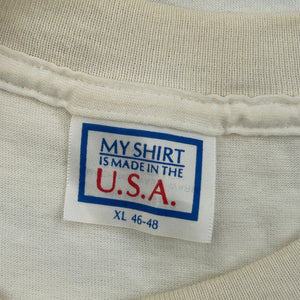 MY SHIRT
IS MADE IN THE
U.S.A.
XL 46-48